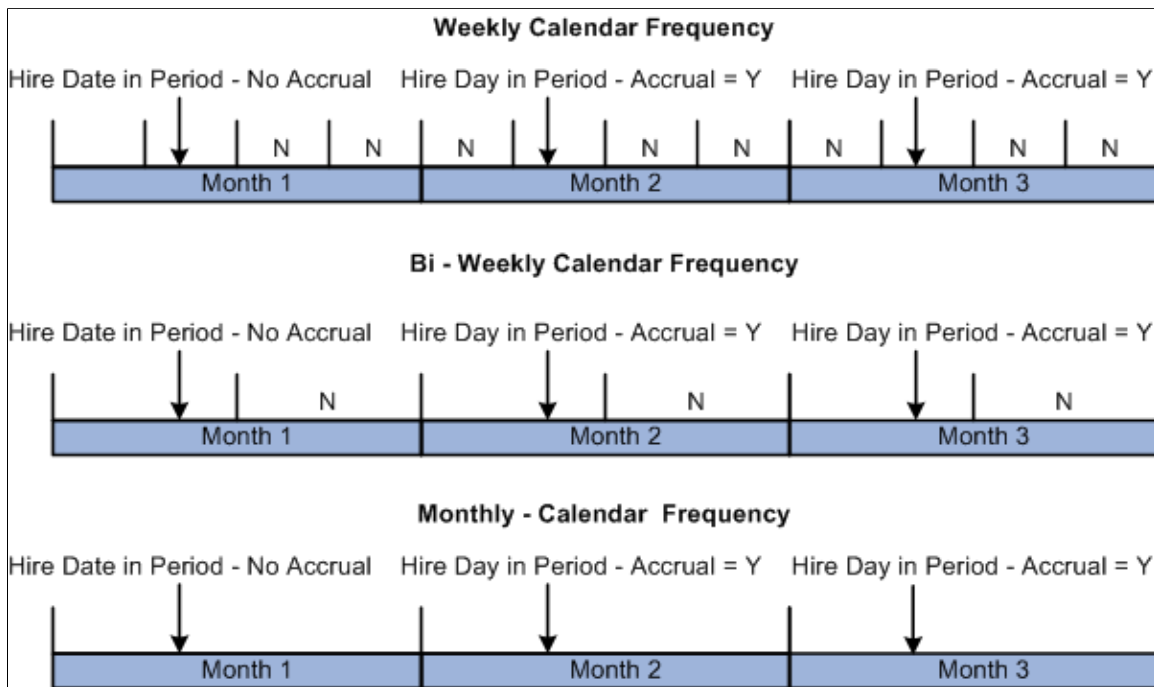 Weekly Calendar Frequency
Hire Date in Period - No Accrual Hire Day in Period - Accrual = Y Hire Day in Period - Accrual = Y
N N N N N N N N
Month 1 Month 2 Month 3
Bi - Weekly Calendar Frequency
Hire Date in Period - No Accrual Hire Day in Period - Accrual = Y Hire Day in Period - Accrual = Y
N N N
Month 1 Month 2 Month 3
Monthly - Calendar Frequency
Hire Date in Period - No Accrual Hire Day in Period - Accrual = Y Hire Day in Period - Accrual = Y
Month 1 Month 2 Month 3